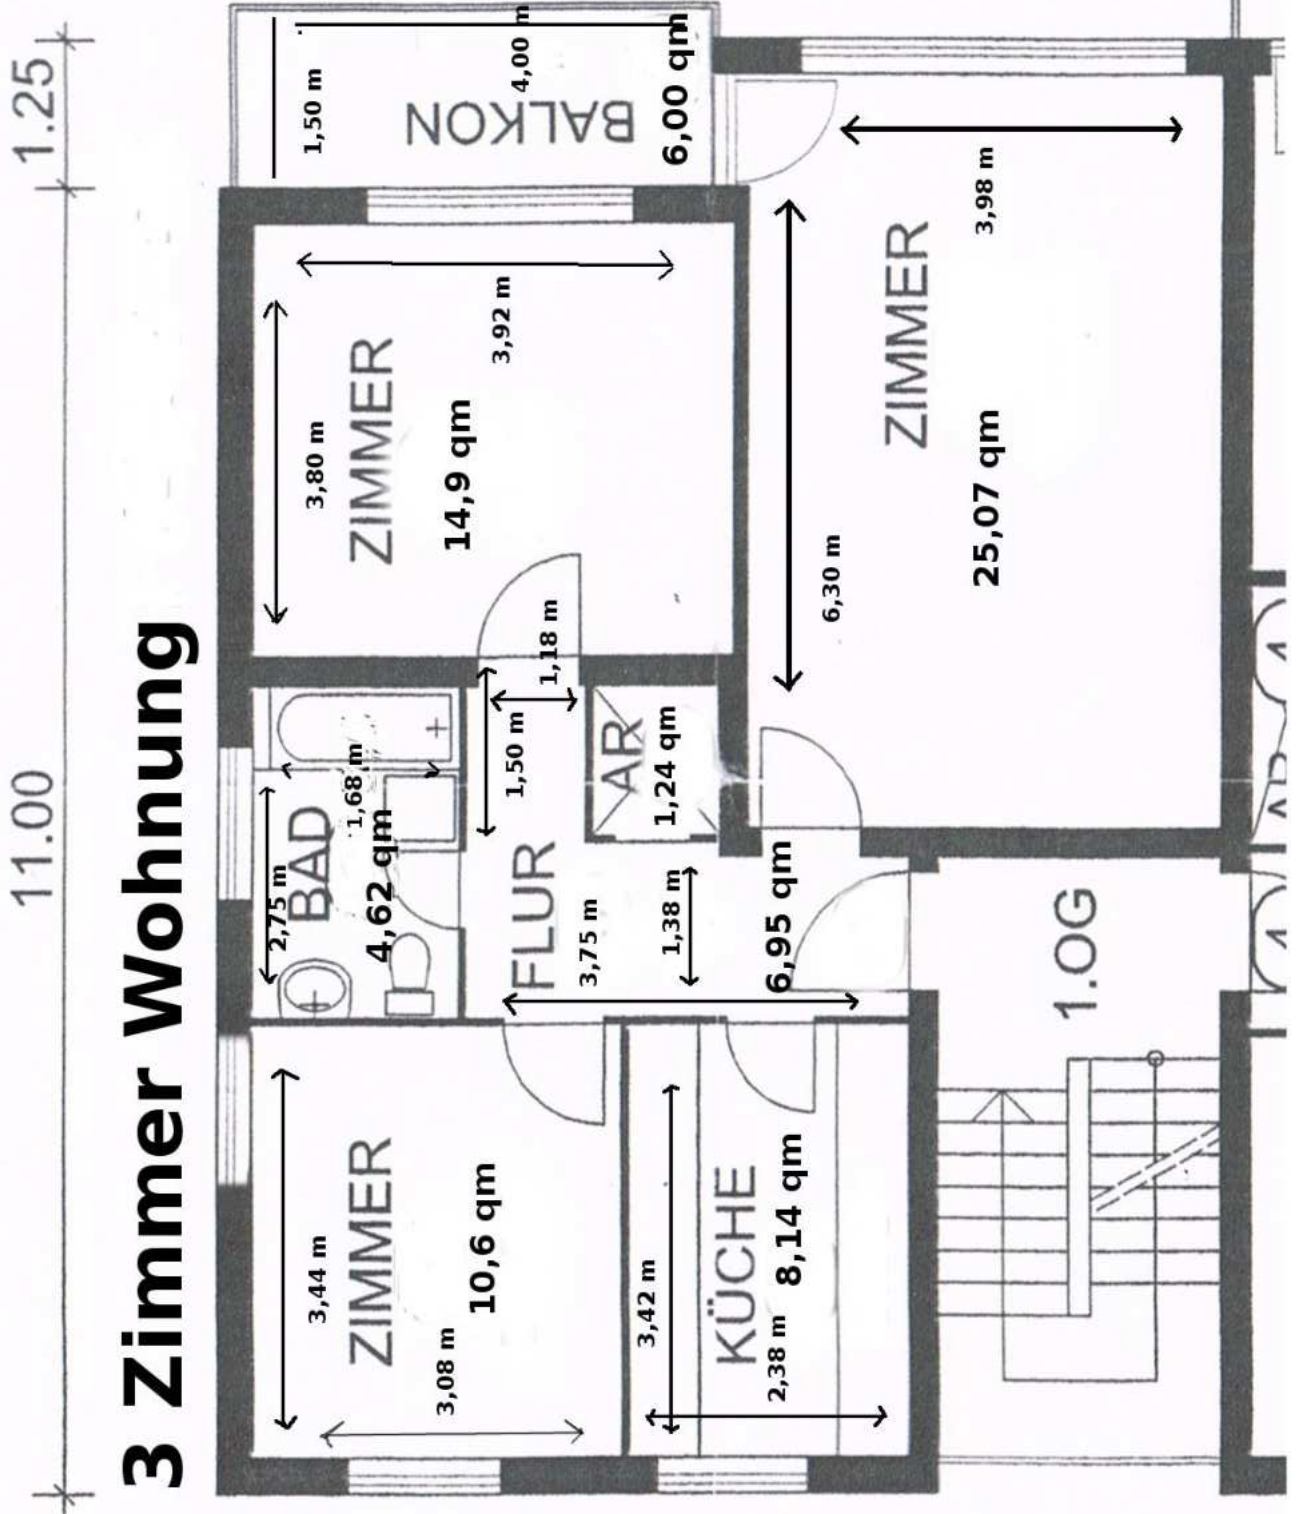 3 Zimmer Wohnung
11.00
1.25
ZIMMER
10,6 qm
3,44 m
3,08 m
KÜCHE
8,14 qm
3,42 m
2,38 m
BAD
4,62 qm
2,75 m
1,68 m
FLUR
6,95 qm
3,75 m
1,38 m
1,50 m
1,18 m
AR
1,24 qm
ZIMMER
14,9 qm
3,80 m
3,92 m
BALKON
6,00 qm
1,50 m
4,00 m
ZIMMER
25,07 qm
6,30 m
3,98 m
1.OG